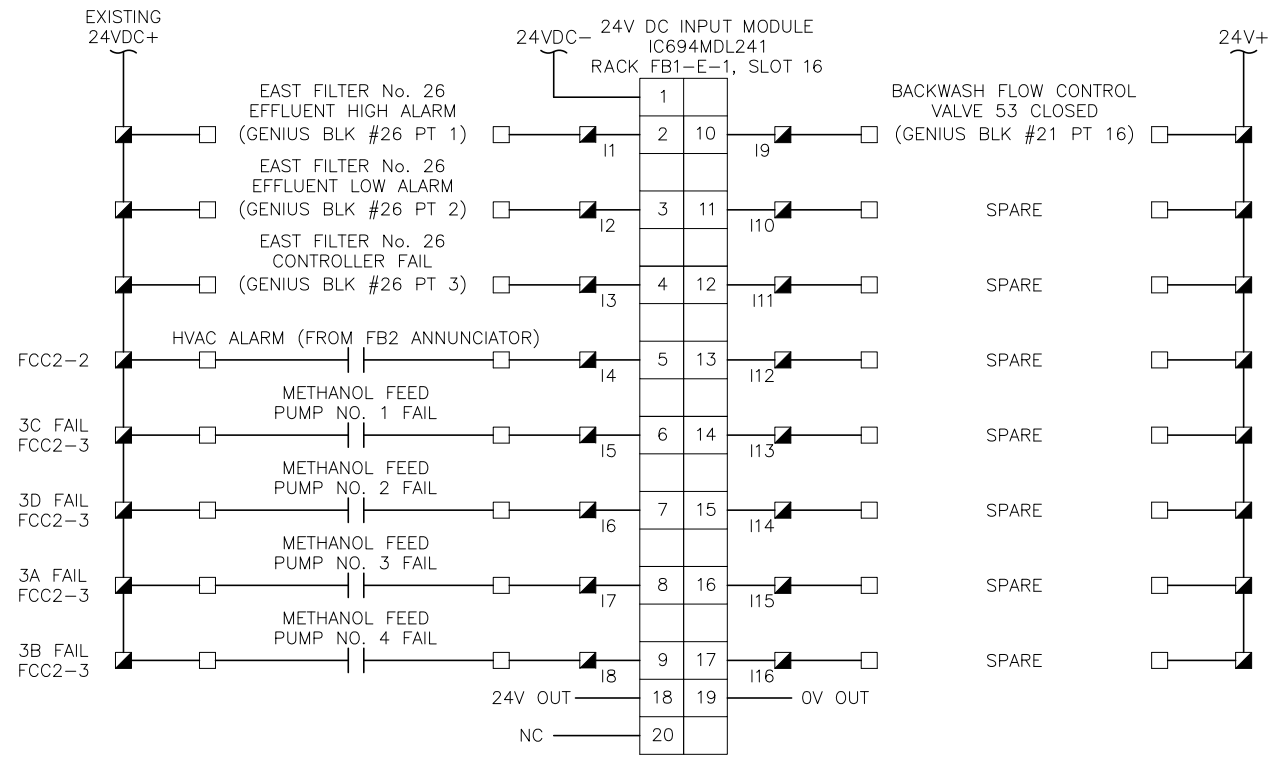 EXISTING
24VDC+
24VDC−
24V DC INPUT MODULE
IC694MDL241
RACK FB1−E−1, SLOT 16
24V+
1
EAST FILTER No. 26
EFFLUENT HIGH ALARM
(GENIUS BLK #26 PT 1)
I1
2
10
I9
BACKWASH FLOW CONTROL
VALVE 53 CLOSED
(GENIUS BLK #21 PT 16)
EAST FILTER No. 26
EFFLUENT LOW ALARM
(GENIUS BLK #26 PT 2)
I2
3
11
I10
SPARE
EAST FILTER No. 26
CONTROLLER FAIL
(GENIUS BLK #26 PT 3)
I3
4
12
I11
SPARE
FCC2−2
HVAC ALARM (FROM FB2 ANNUNCIATOR)
I4
5
13
I12
SPARE
3C FAIL
FCC2−3
METHANOL FEED
PUMP NO. 1 FAIL
I5
6
14
I13
SPARE
3D FAIL
FCC2−3
METHANOL FEED
PUMP NO. 2 FAIL
I6
7
15
I14
SPARE
3A FAIL
FCC2−3
METHANOL FEED
PUMP NO. 3 FAIL
I7
8
16
I15
SPARE
3B FAIL
FCC2−3
METHANOL FEED
PUMP NO. 4 FAIL
I8
9
17
I16
SPARE
24V OUT
18
19
0V OUT
NC
20